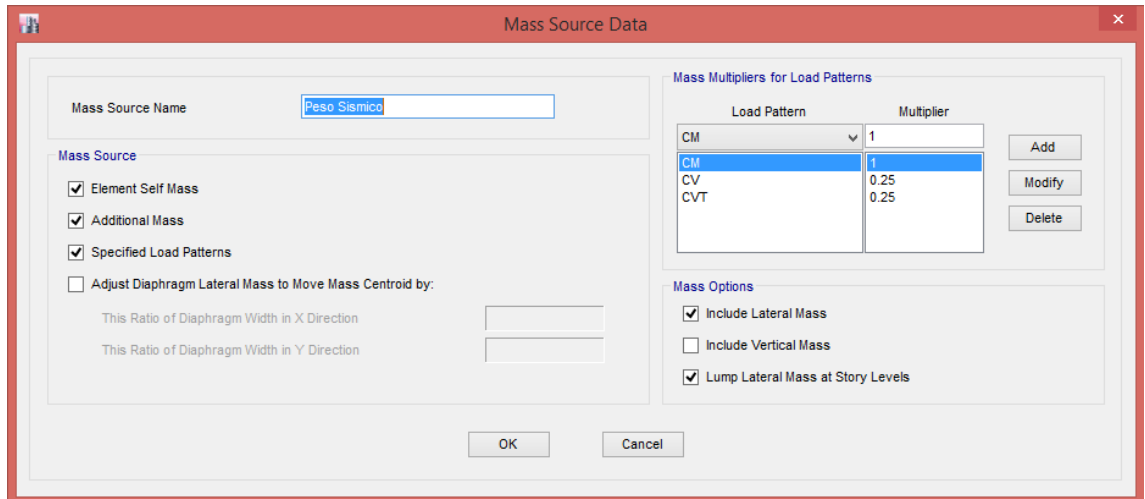 Mass Source Data
Mass Source Name
Peso Sismico
Mass Source
Element Self Mass
Additional Mass
Specified Load Patterns
Adjust Diaphragm Lateral Mass to Move Mass Centroid by:
This Ratio of Diaphragm Width in X Direction
This Ratio of Diaphragm Width in Y Direction
Mass Multipliers for Load Patterns
Load Pattern Multiplier
CM 1
CM 1
CV 0.25
CVT 0.25
Add
Modify
Delete
Mass Options
Include Lateral Mass
Include Vertical Mass
Lump Lateral Mass at Story Levels
OK Cancel